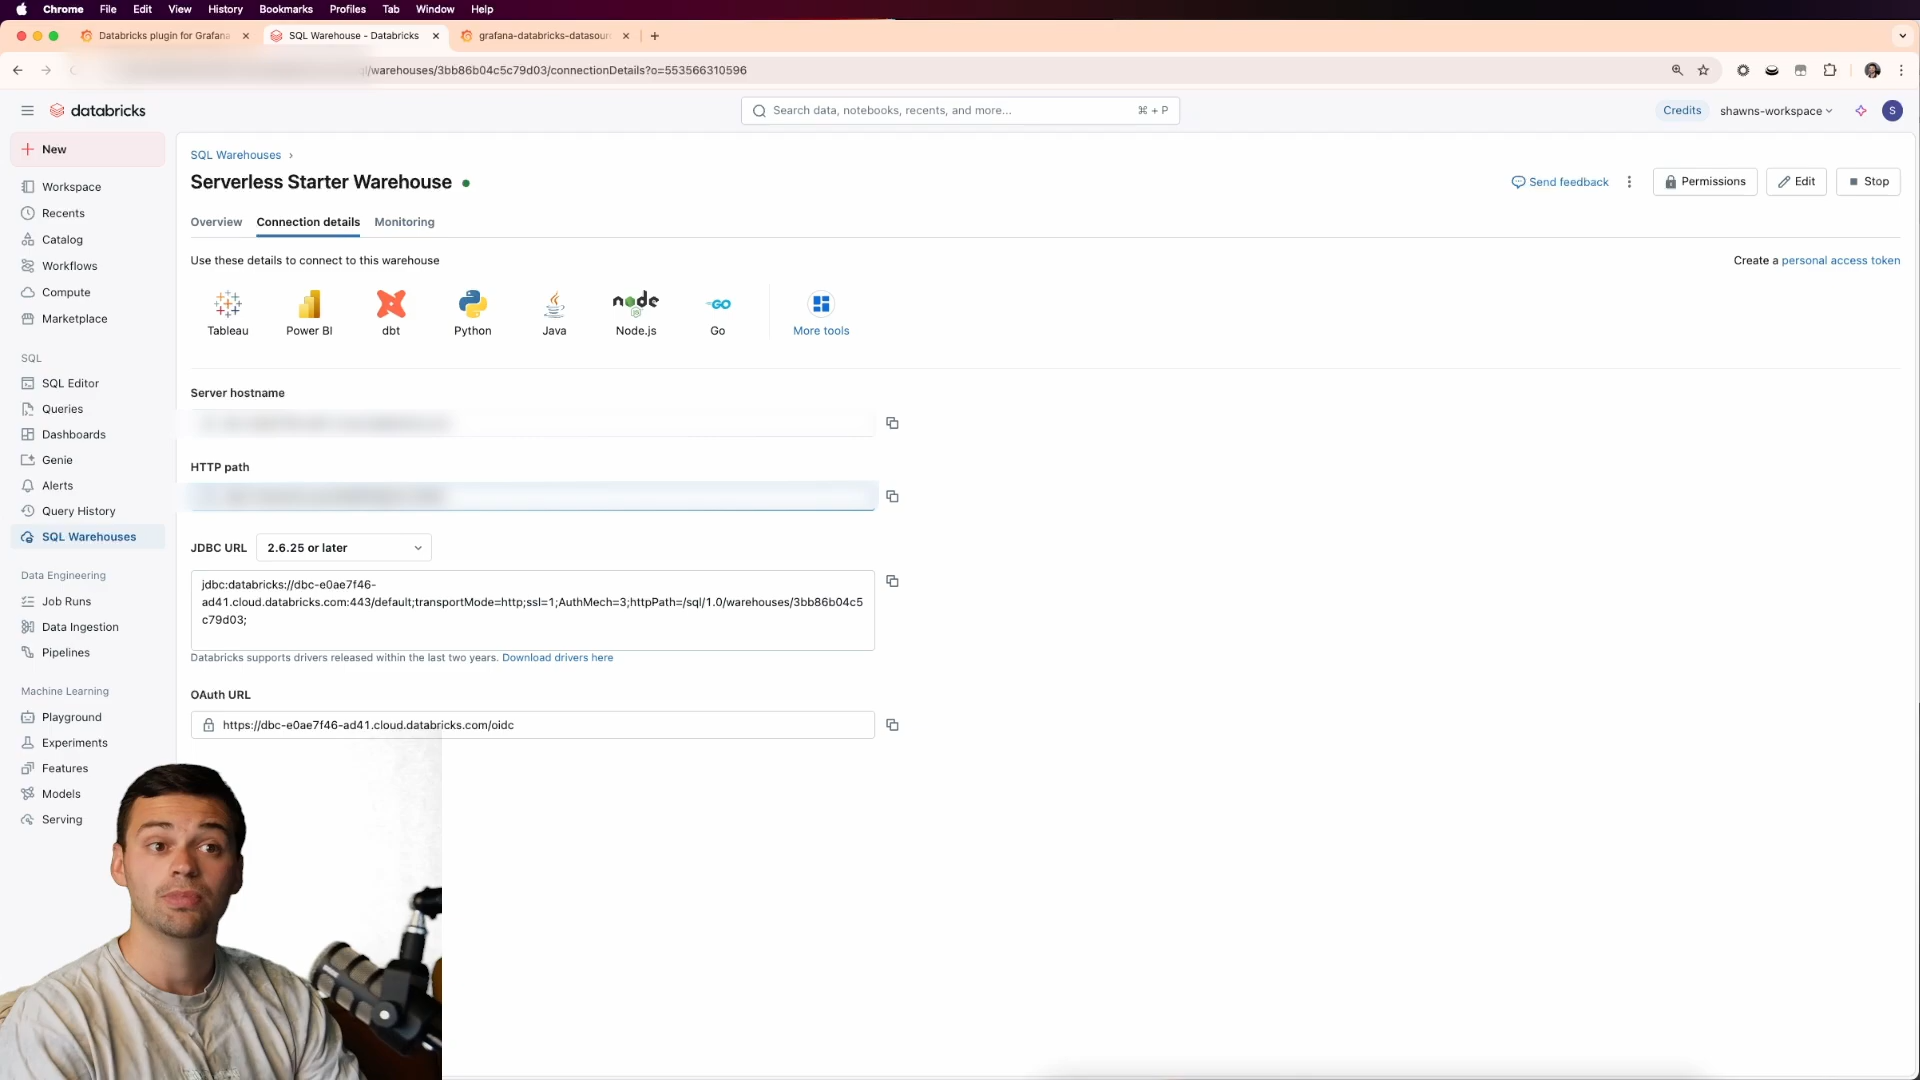 Chrome File Edit View History Bookmarks Profiles Tab Window Help
Databricks plugin for Grafana
SQL Warehouse - Databricks
grafana-databricks-datasour
/warehouses/3bb86b04c5c79d03/connectionDetails?o=553566310596
databricks
Search data, notebooks, recents, and more...
⌘ + P
Credits
shawns-workspace
S
New
Workspace
Recents
Catalog
Workflows
Compute
Marketplace
SQL
SQL Editor
Queries
Dashboards
Genie
Alerts
Query History
SQL Warehouses
Data Engineering
Job Runs
Data Ingestion
Pipelines
Machine Learning
Playground
Experiments
Features
Models
Serving
SQL Warehouses ›
Serverless Starter Warehouse
Send feedback
Permissions
Edit
Stop
Overview
Connection details
Monitoring
Use these details to connect to this warehouse
Create a personal access token
Tableau
Power BI
dbt
Python
Java
node
Node.js
GO
Go
More tools
Server hostname
HTTP path
JDBC URL
2.6.25 or later
jdbc:databricks://dbc-e0ae7f46-
ad41.cloud.databricks.com:443/default;transportMode=http;ssl=1;AuthMech=3;httpPath=/sql/1.0/warehouses/3bb86b04c5
c79d03;
Databricks supports drivers released within the last two years. Download drivers here
OAuth URL
https://dbc-e0ae7f46-ad41.cloud.databricks.com/oidc